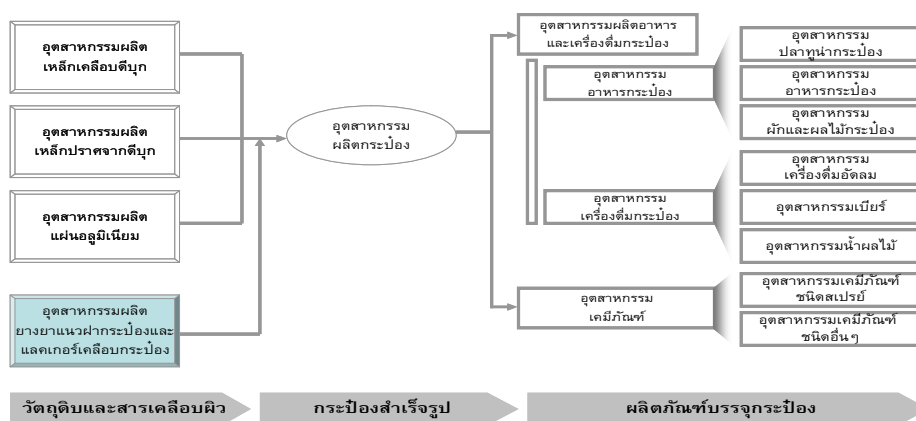 อุตสาหกรรมผลิต
เหล็กเคลือบดีบุก
อุตสาหกรรมผลิต
เหล็กปราศจากดีบุก
อุตสาหกรรมผลิต
แผ่นอลูมิเนียม
อุตสาหกรรมผลิต
ยางยาแนวฝากระป๋องและ
แลคเกอร์เคลือบกระป๋อง
อุตสาหกรรม
ผลิตกระป๋อง
อุตสาหกรรมผลิตอาหาร
และเครื่องดื่มกระป๋อง
อุตสาหกรรม
อาหารกระป๋อง
อุตสาหกรรม
เครื่องดื่มกระป๋อง
อุตสาหกรรม
เคมีภัณฑ์
อุตสาหกรรม
ปลาทูน่ากระป๋อง
อุตสาหกรรม
อาหารกระป๋อง
อุตสาหกรรม
ผักและผลไม้กระป๋อง
อุตสาหกรรม
เครื่องดื่มอัดลม
อุตสาหกรรมเบียร์
อุตสาหกรรมน้ำผลไม้
อุตสาหกรรมเคมีภัณฑ์
ชนิดสเปรย์
อุตสาหกรรมเคมีภัณฑ์
ชนิดอื่นๆ
วัตถุดิบและสารเคลือบผิว
กระป๋องสำเร็จรูป
ผลิตภัณฑ์บรรจุกระป๋อง